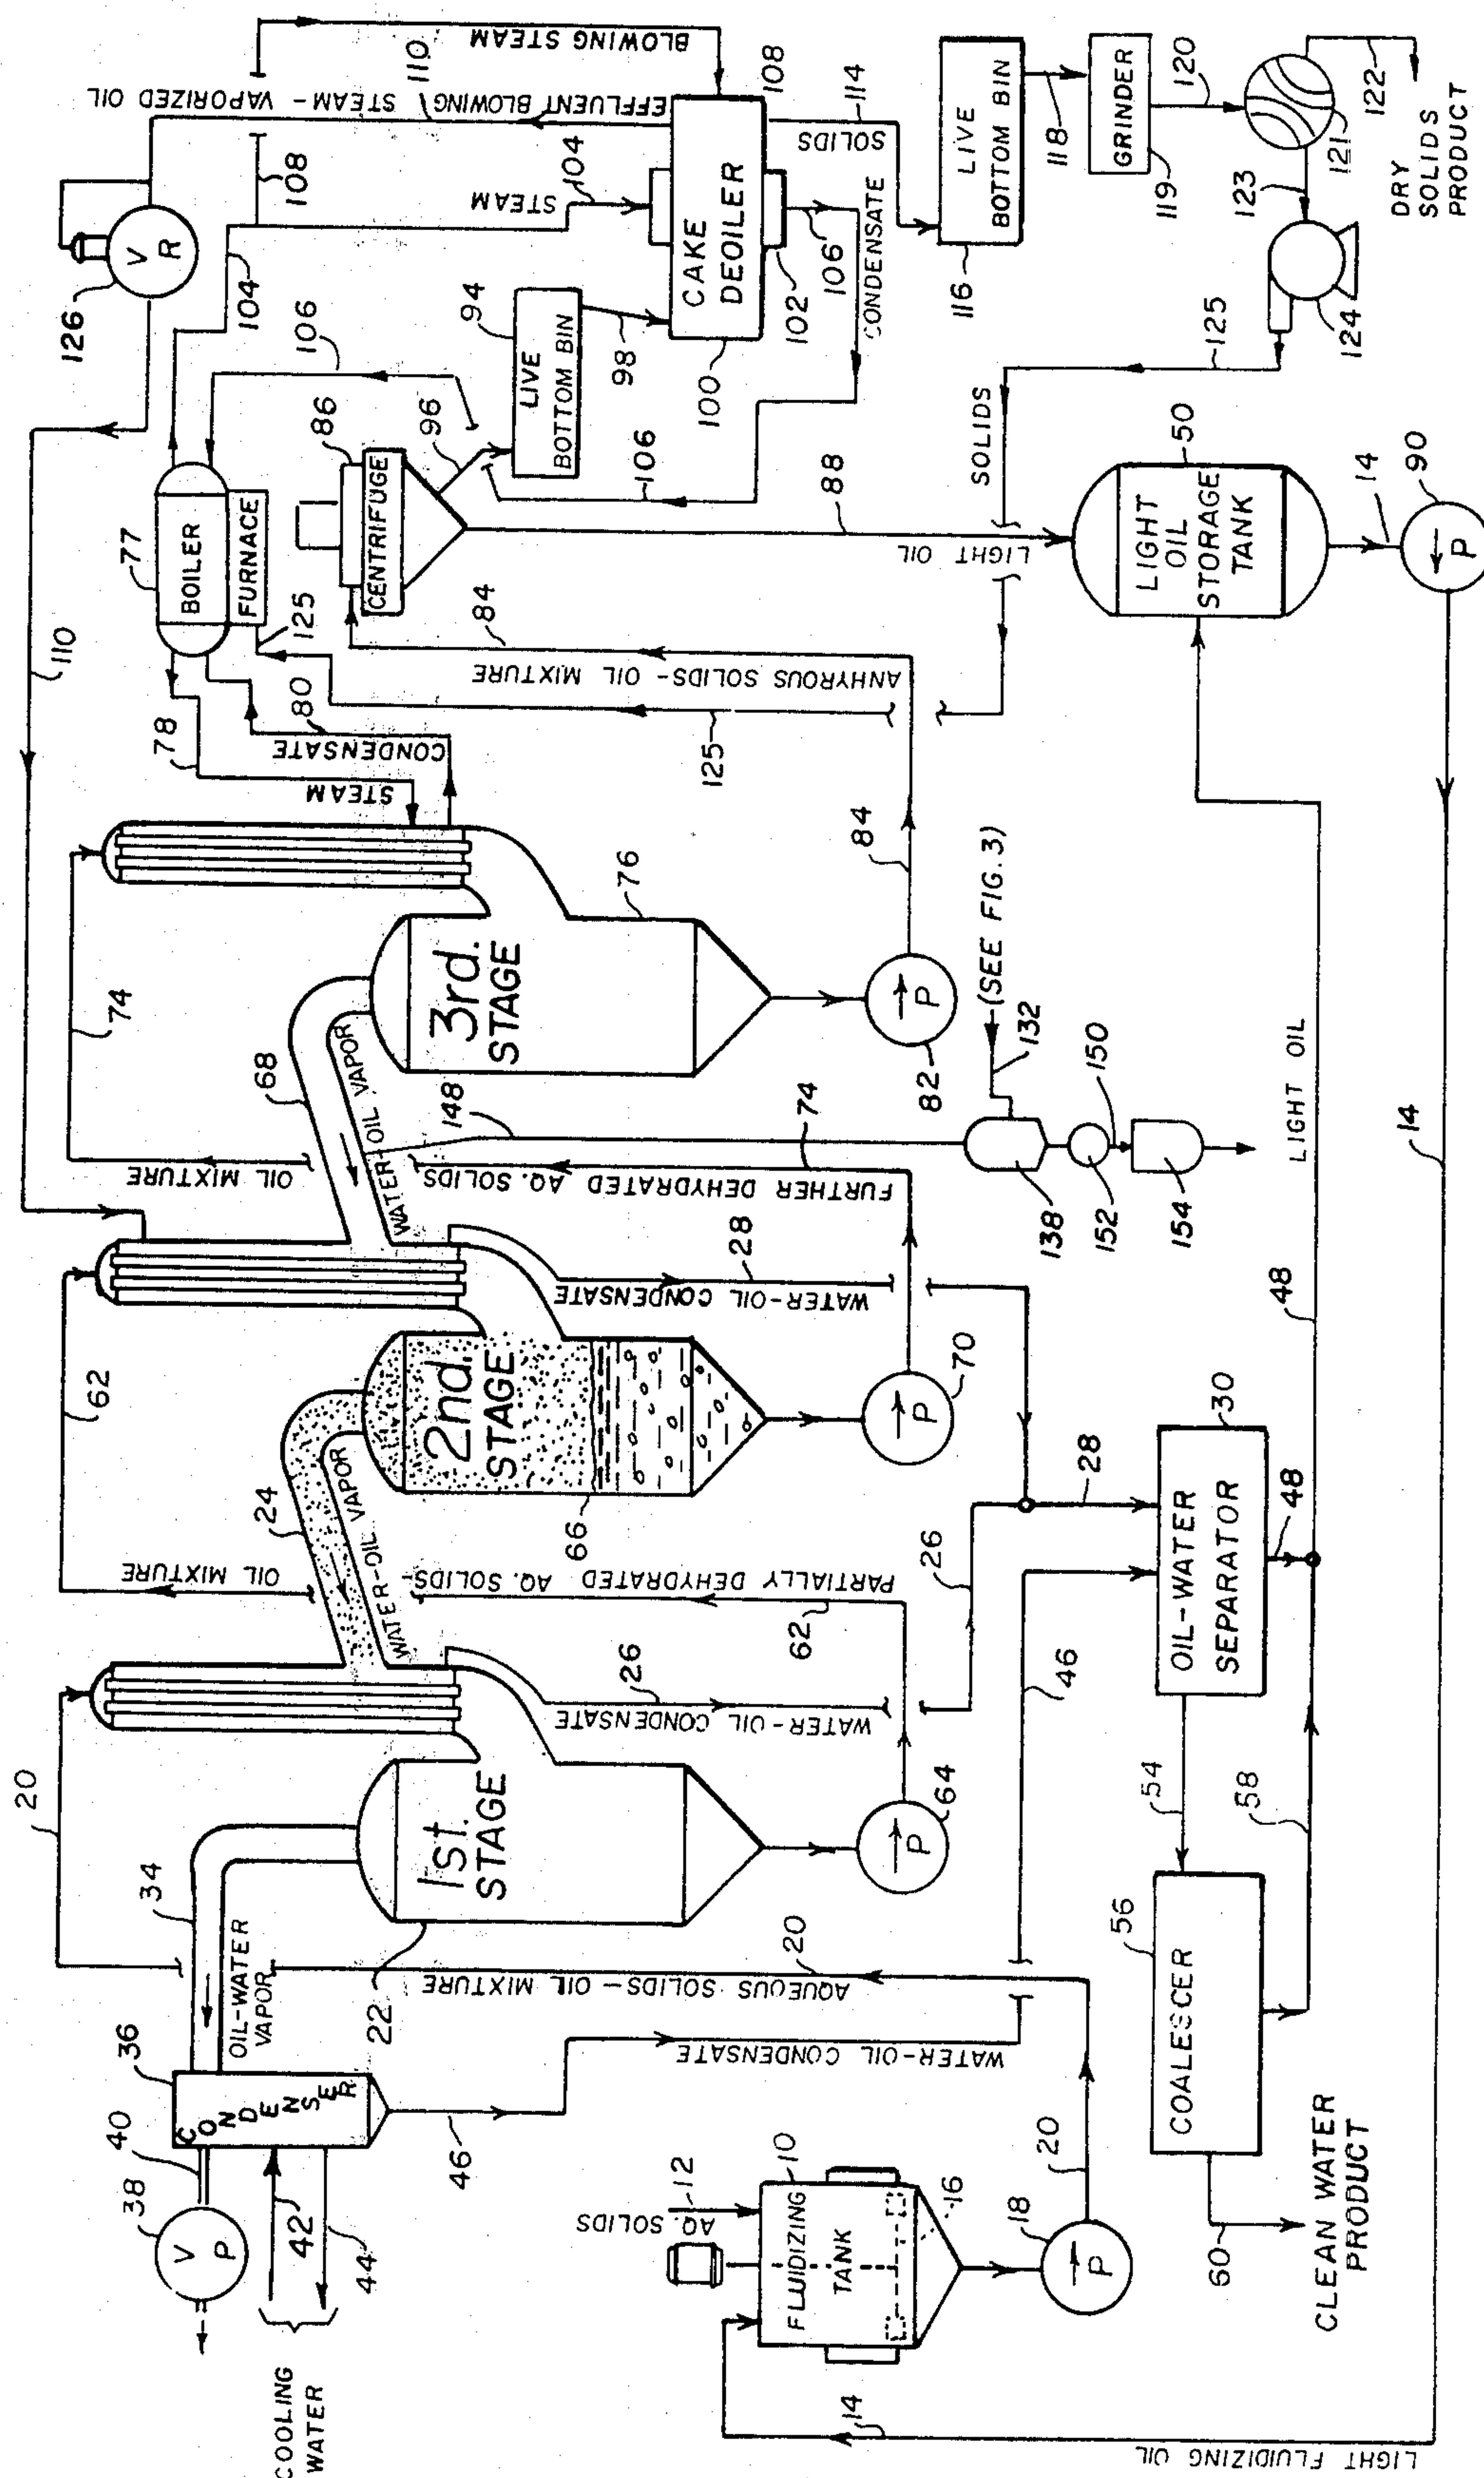 COOLING
WATER
38
V
P
40
42
44
36
CONDENSER
34
OIL-WATER
VAPOR
46
WATER-OIL CONDENSATE
20
AQUEOUS SOLIDS-OIL MIXTURE
20
22
1st.
STAGE
26
WATER-OIL CONDENSATE
64
P
62
PARTIALLY DEHYDRATED AQ. SOLIDS-
OIL MIXTURE
62
24
WATER-OIL VAPOR
66
2nd.
STAGE
28
WATER-OIL CONDENSATE
70
P
74
FURTHER DEHYDRATED AQ. SOLIDS-
OIL MIXTURE
74
68
WATER-OIL VAPOR
148
3rd.
STAGE
76
82
P
84
78
STEAM
80
CONDENSATE
110
77
BOILER
FURNACE
125
125
84
ANHYROUS SOLIDS-OIL MIXTURE
86
CENTRIFUGE
88
LIGHT OIL
96
94
LIVE
BOTTOM BIN
98
106
106
126
V
R
104
108
STEAM
104
EFFLUENT BLOWING STEAM - VAPORIZED OIL
110
BLOWING STEAM
108
CAKE
DEOILER
100
102
106
CONDENSATE
SOLIDS
114
116
LIVE
BOTTOM BIN
118
GRINDER
119
120
121
122
DRY
SOLIDS
PRODUCT
123
124
125
SOLIDS
50
LIGHT
OIL
STORAGE
TANK
14
90
P
14
(SEE FIG. 3)
132
138
150
152
154
LIGHT OIL
48
26
28
46
30
OIL-WATER
SEPARATOR
48
54
58
56
COALESCER
60
CLEAN WATER
PRODUCT
AQ. SOLIDS
12
10
FLUIDIZING
TANK
16
18
P
20
14
LIGHT FLUIDIZING OIL